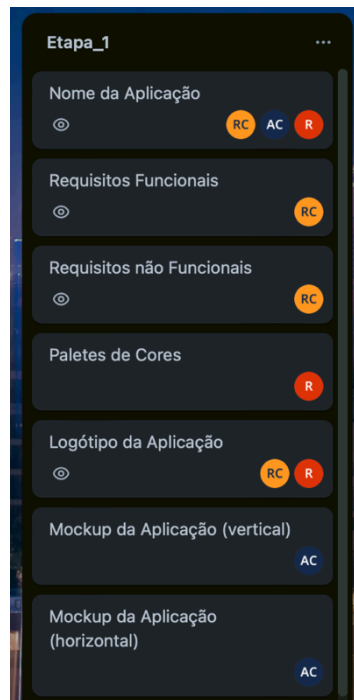 Etapa_1
Nome da Aplicação
RC AC R
Requisitos Funcionais
RC
Requisitos não Funcionais
RC
Paletes de Cores
R
Logótipo da Aplicação
RC R
Mockup da Aplicação (vertical)
AC
Mockup da Aplicação
(horizontal)
AC